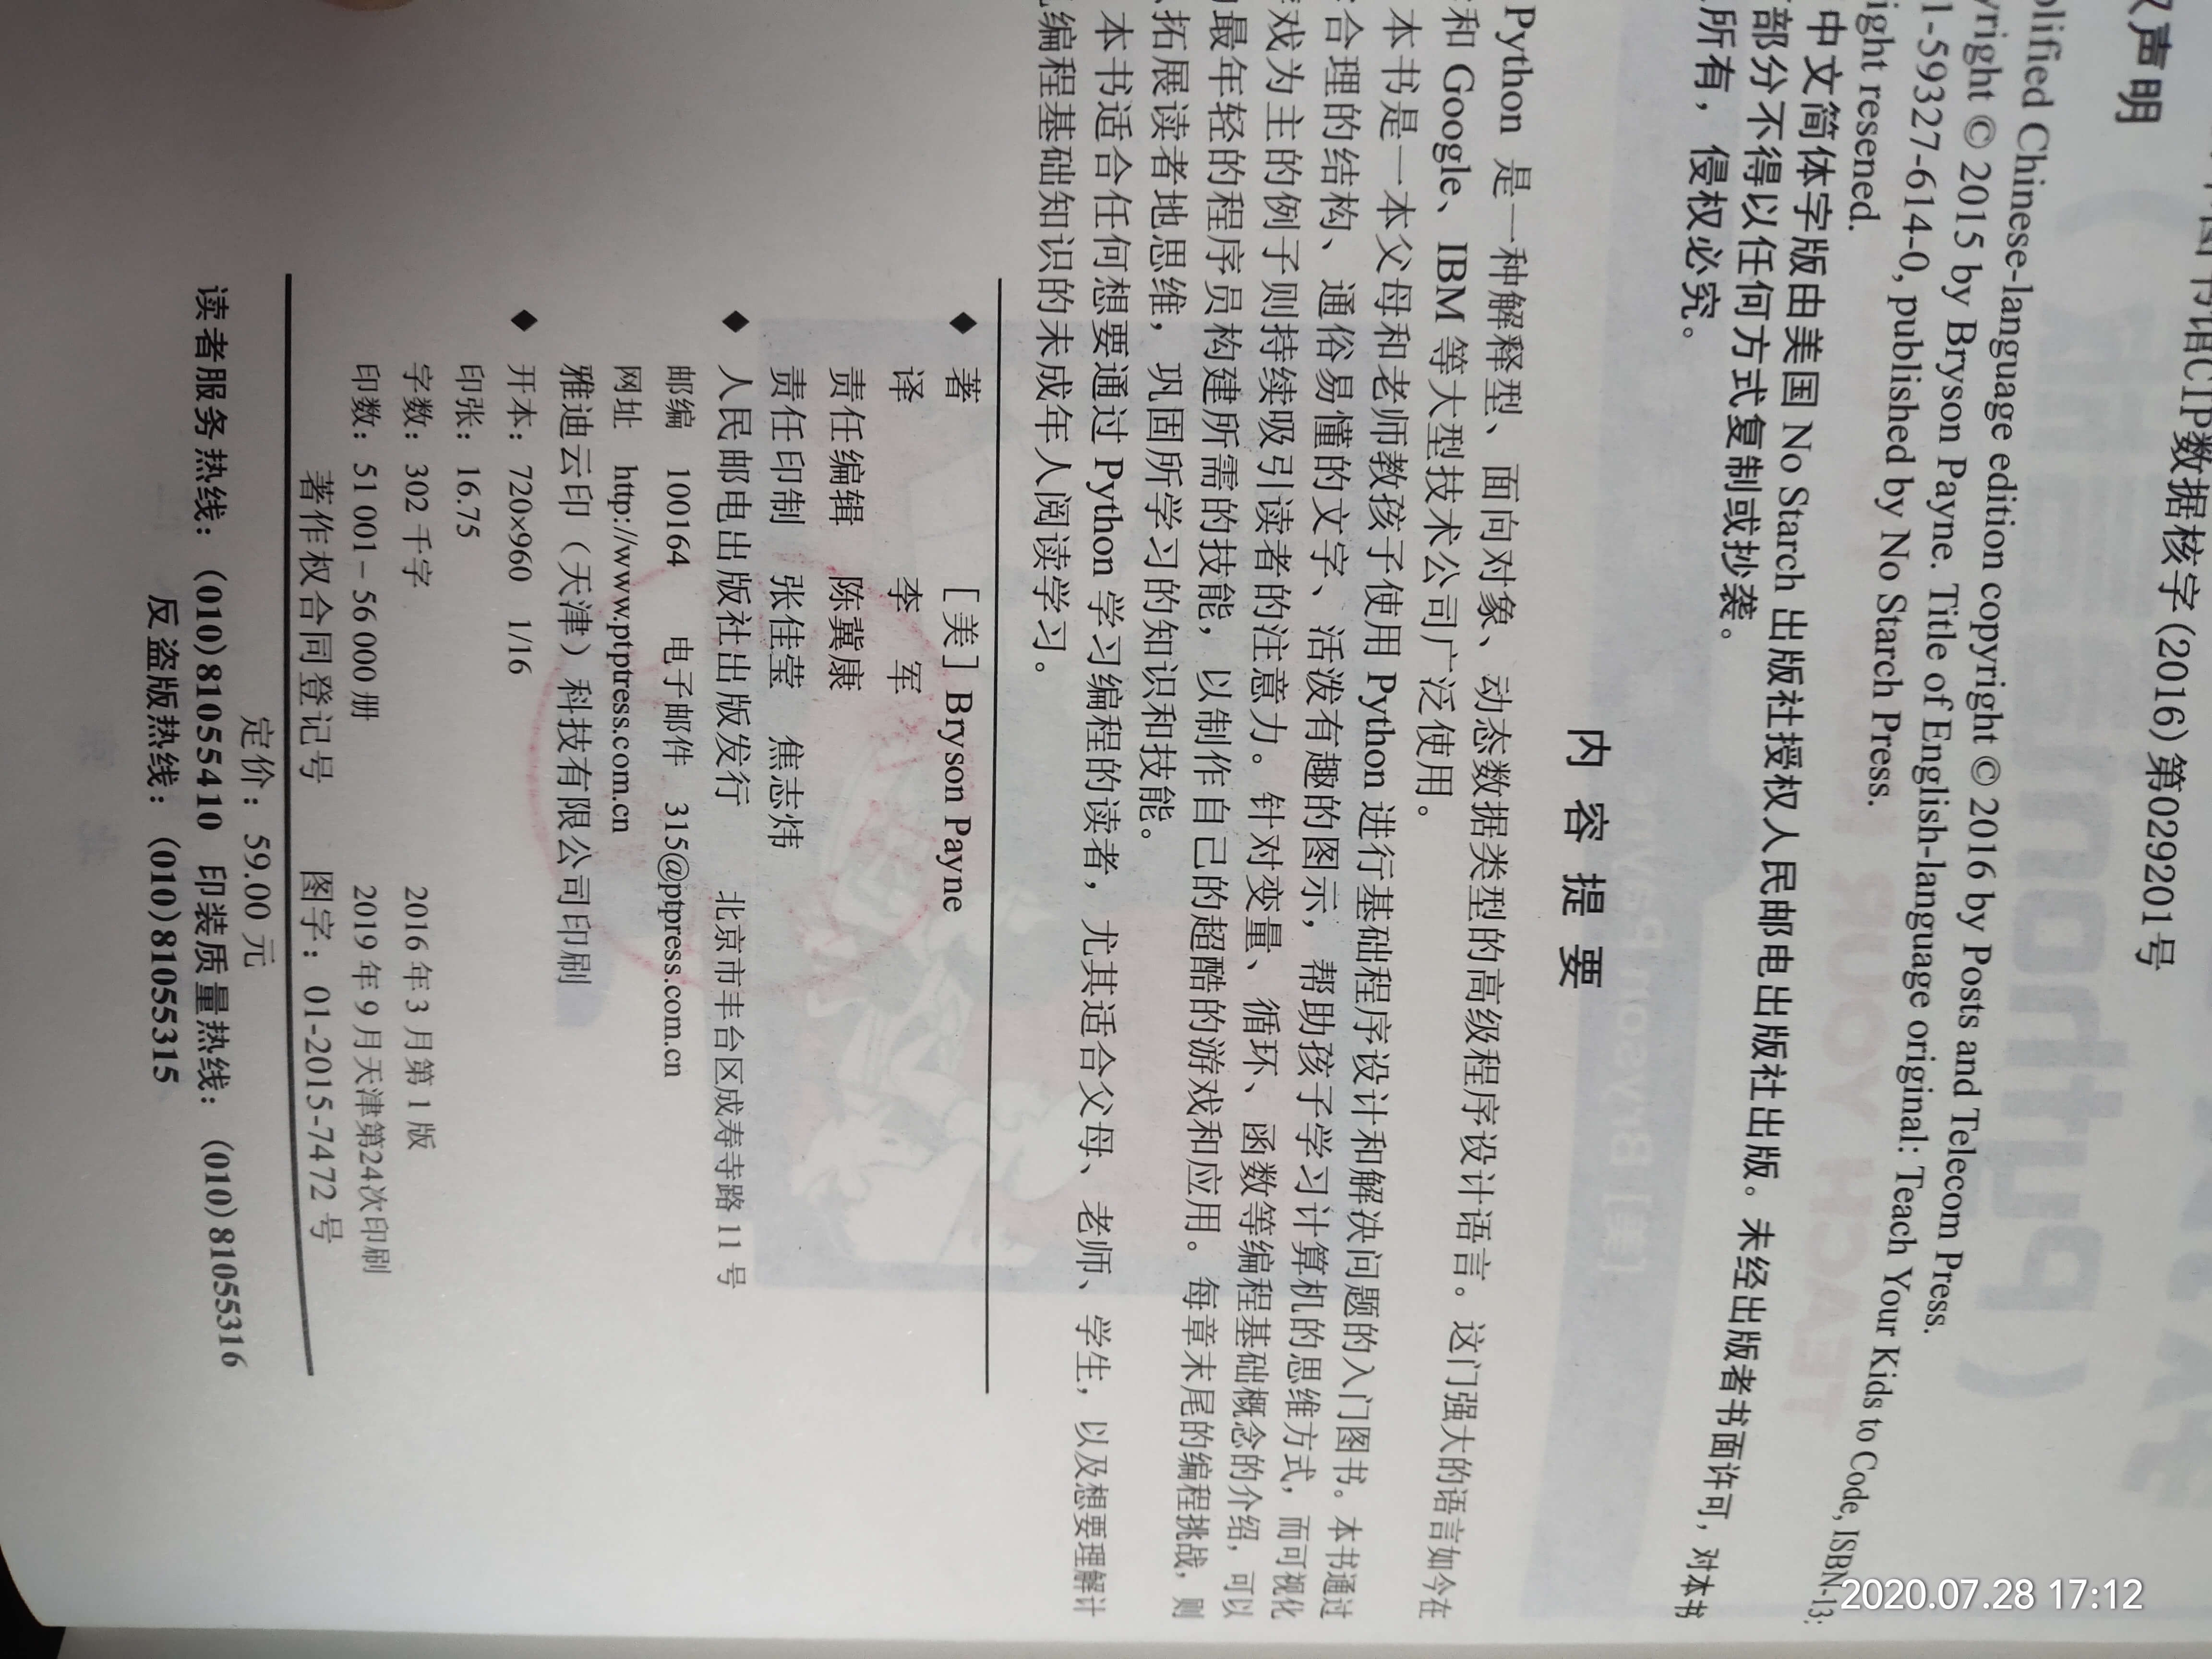 图书馆CIP数据核字(2016)第029201号
声明
plified Chinese-language edition copyright © 2016 by Posts and Telecom Press.
yright © 2015 by Bryson Payne. Title of English-language original: Teach Your Kids to Code, ISBN-13:
1-59327-614-0, published by No Starch Press.
ight resened.
中文简体字版由美国 No Starch 出版社授权人民邮电出版社出版。未经出版者书面许可，对本书
部分不得以任何方式复制或抄袭。
所有，侵权必究。
内 容 提 要
Python 是一种解释型、面向对象、动态数据类型的高级程序设计语言。这门强大的语言如今在
和 Google、IBM 等大型技术公司广泛使用。
本书是一本父母和老师教孩子使用 Python 进行基础程序设计和解决问题的入门图书。本书通过
合理的结构、通俗易懂的文字、活泼有趣的图示，帮助孩子学习计算机的思维方式，而可视化
戏为主的例子则持续吸引读者的注意力。针对变量、循环、函数等编程基础概念的介绍，可以
最年轻的程序员构建所需的技能，以制作自己的超酷的游戏和应用。每章末尾的编程挑战，则
拓展读者地思维，巩固所学习的知识和技能。
本书适合任何想要通过 Python 学习编程的读者，尤其适合父母、老师、学生，以及想要理解计
编程基础知识的未成年人阅读学习。
◆ 著 ［美］Bryson Payne
译 李 军
责任编辑 陈冀康
责任印制 张佳莹 焦志炜
◆ 人民邮电出版社出版发行 北京市丰台区成寿寺路 11 号
邮编 100164 电子邮件 315@ptpress.com.cn
网址 http://www.ptpress.com.cn
雅迪云印（天津）科技有限公司印刷
◆ 开本：720×960 1/16
印张：16.75
字数：302 千字 2016 年 3 月第 1 版
印数：51 001 – 56 000 册 2019 年 9 月天津第24次印刷
著作权合同登记号 图字：01-2015-7472 号
定价：59.00 元
读者服务热线：(010)81055410 印装质量热线：(010)81055316
反盗版热线：(010)81055315
2020.07.28 17:12